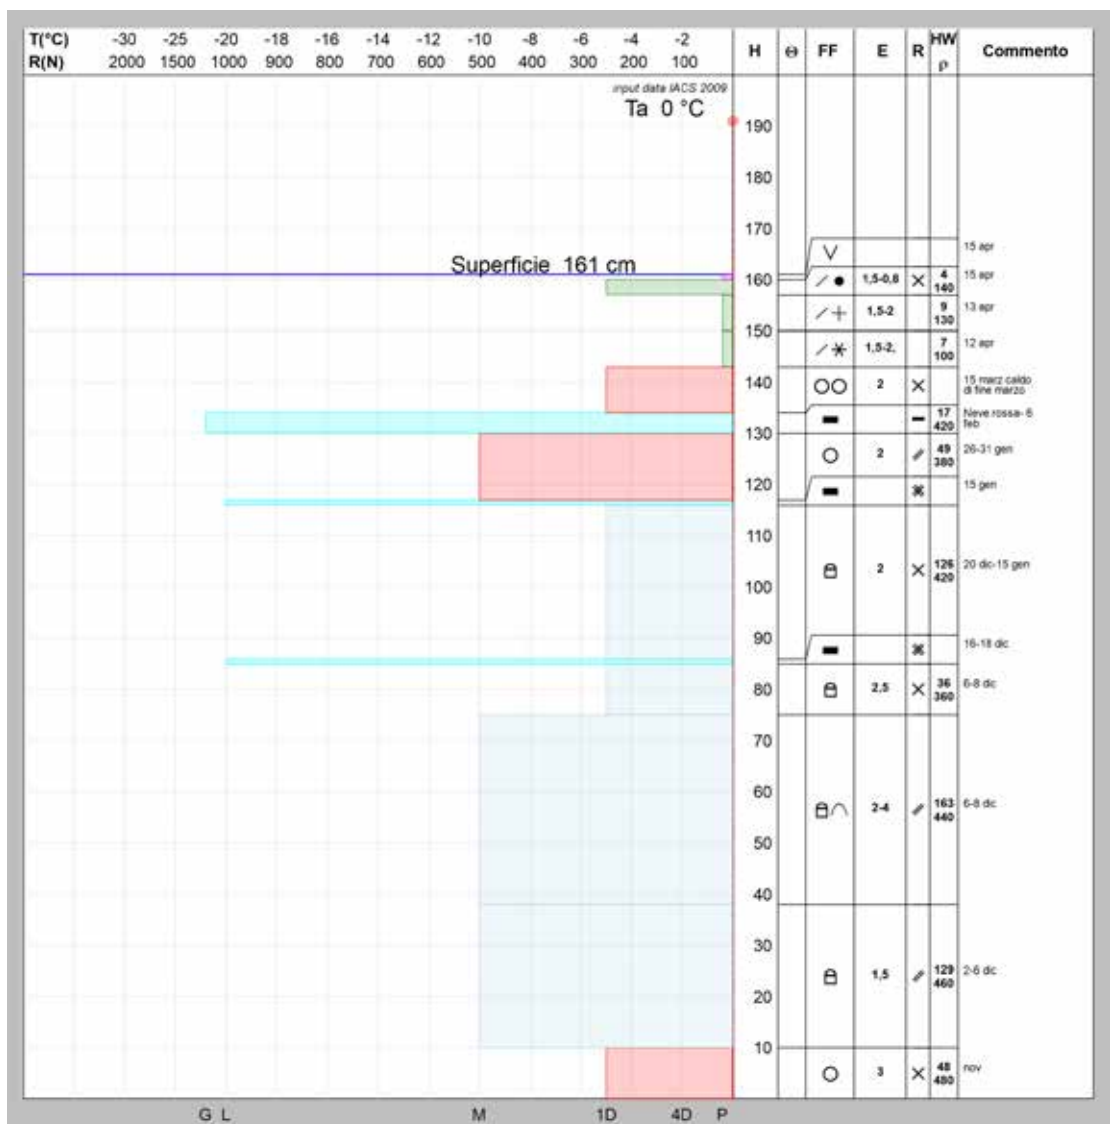 T(°C) -30 -25 -20 -18 -16 -14 -12 -10 -8 -6 -4 -2
R(N) 2000 1500 1000 900 800 700 600 500 400 300 200 100
H Θ FF E R HW ρ Commento
input data IACS 2009
Ta 0 °C
190
180
170
15 apr
Superficie 161 cm
160
1,5-0,8 4 140 15 apr
1,5-2 9 130 13 apr
150
1,5-2, 7 100 12 apr
140
2 15 marz caldo
di fine marzo
17 420 Neve rossa- 6
feb
130
2 49 380 26-31 gen
120
15 gen
110
2 126 420 20 dic-15 gen
100
90
16-18 dic
80
2,5 36 360 6-8 dic
70
60
2-4 163 440 6-8 dic
50
40
30
1,5 129 460 2-6 dic
20
10
3 48 480 nov
G L M 1D 4D P